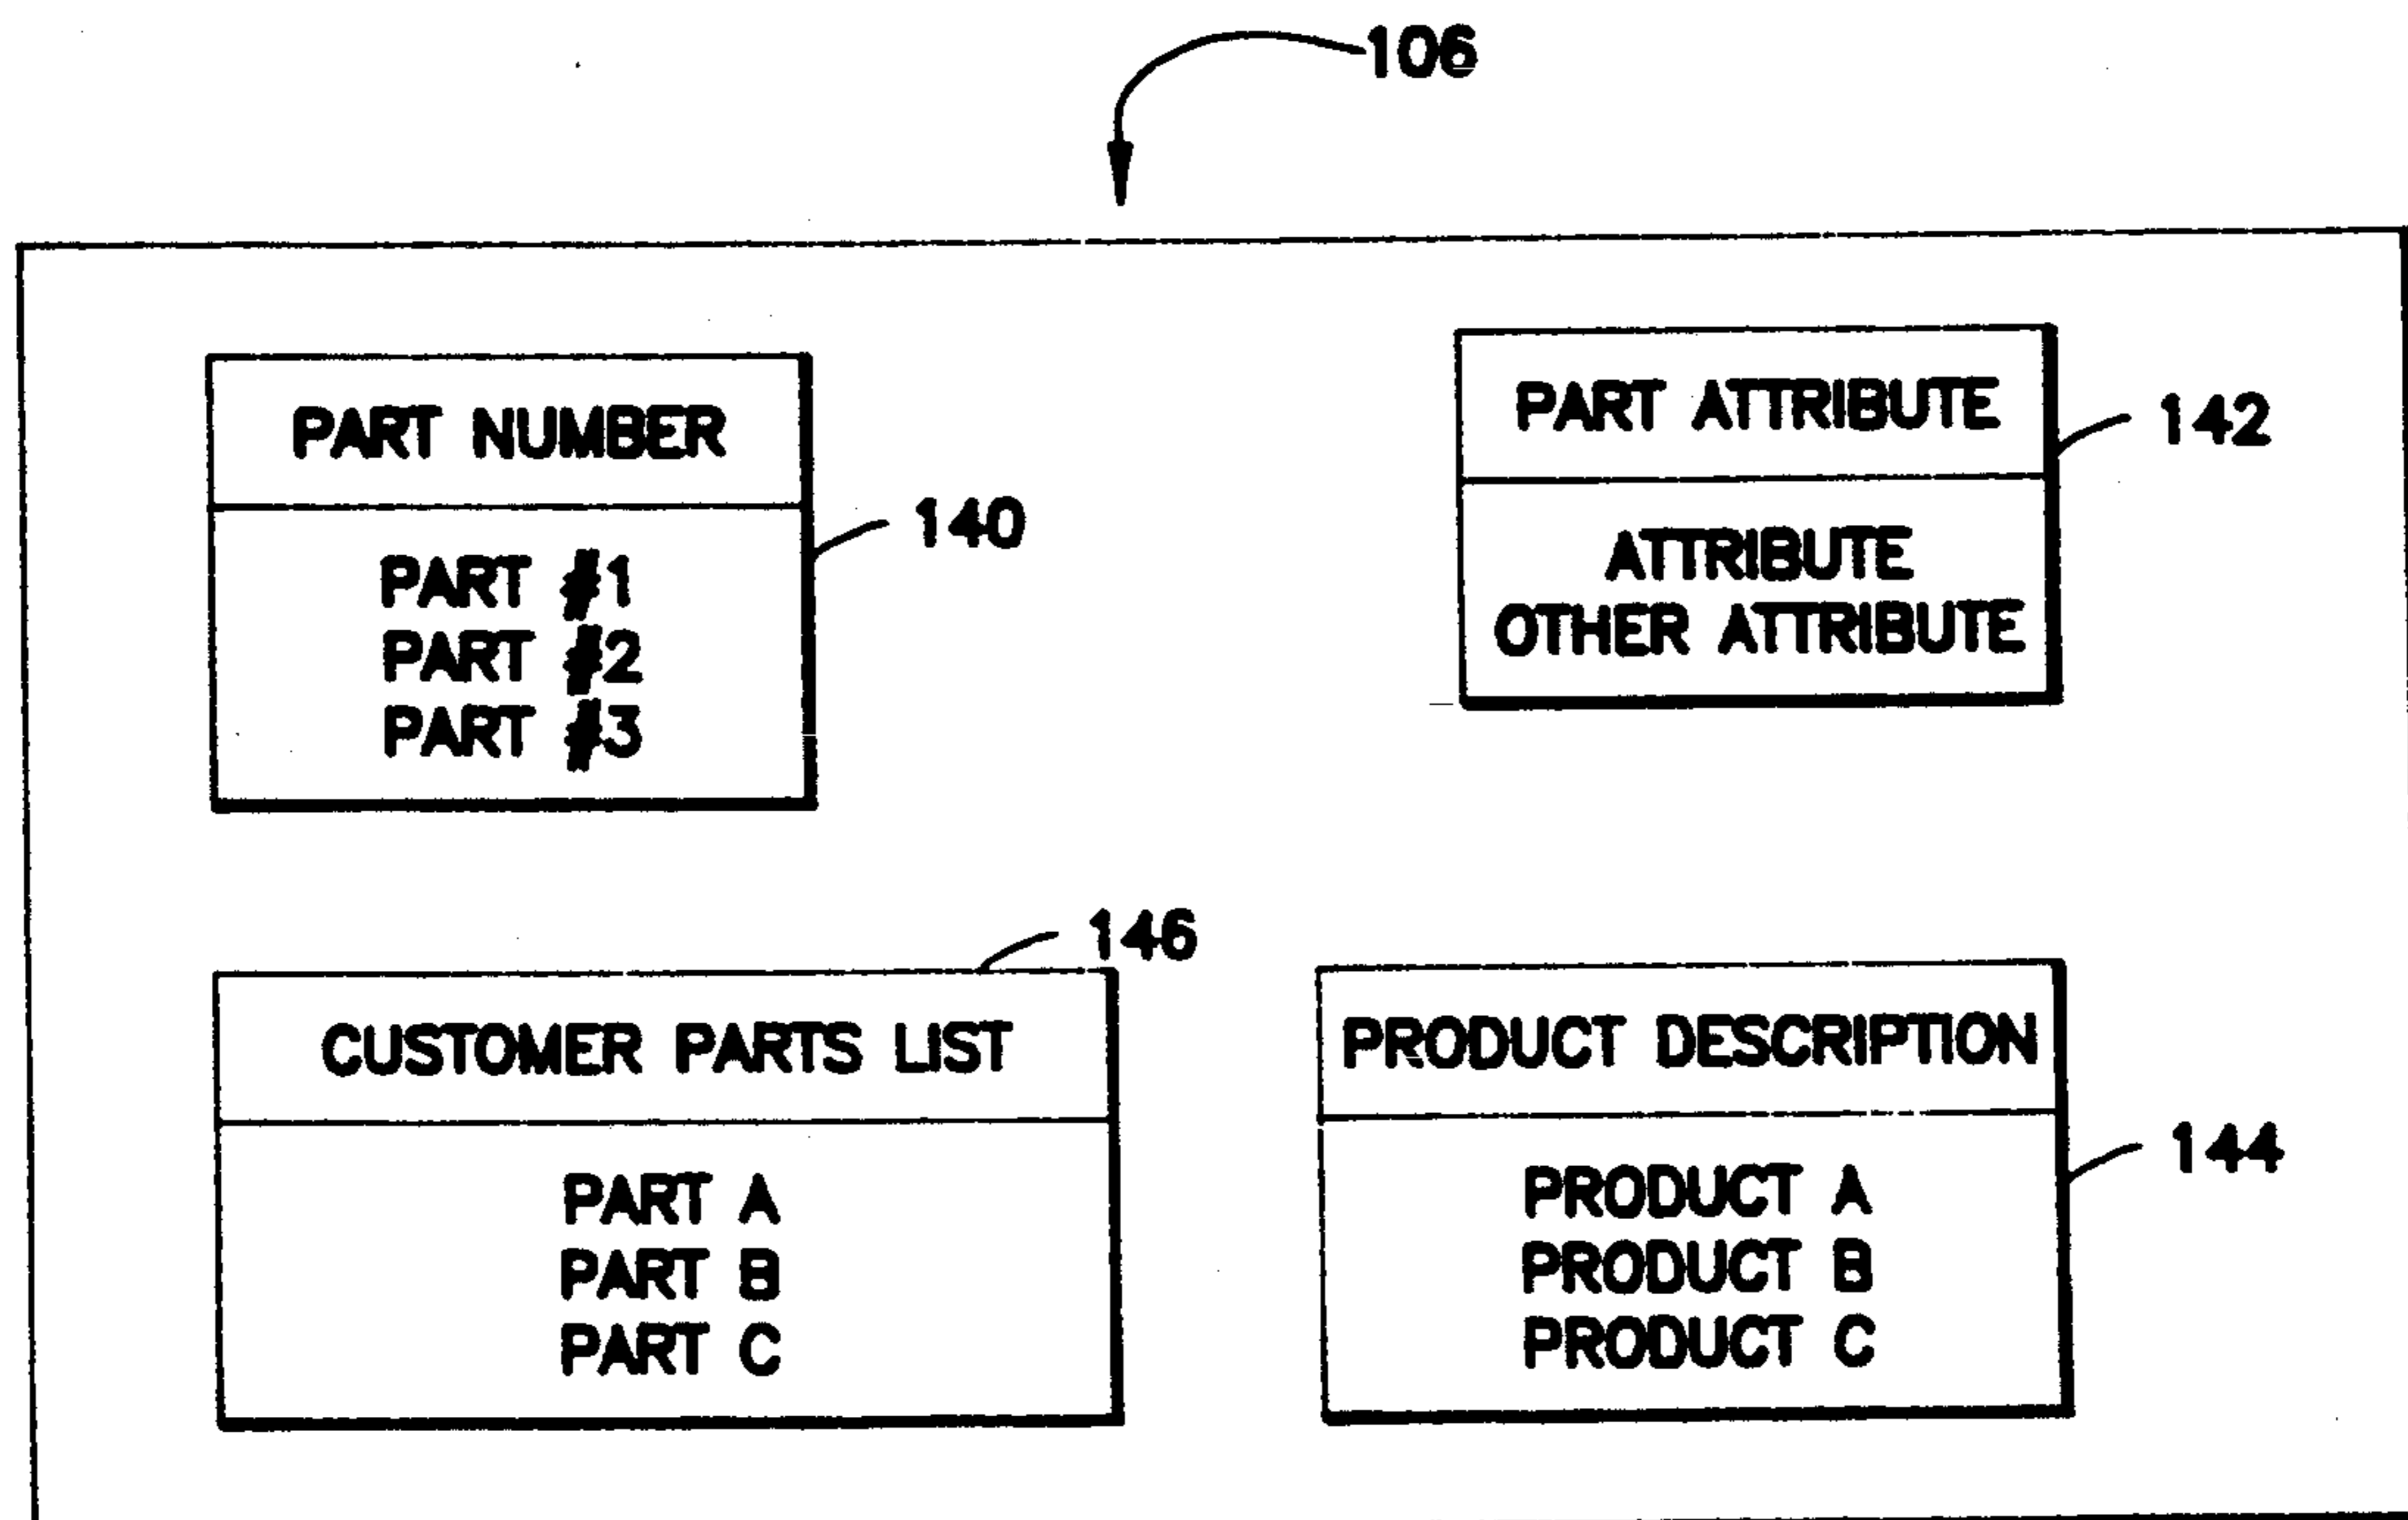 106
PART NUMBER
140
PART #1
PART #2
PART #3
PART ATTRIBUTE
142
ATTRIBUTE
OTHER ATTRIBUTE
146
CUSTOMER PARTS LIST
PART A
PART B
PART C
PRODUCT DESCRIPTION
144
PRODUCT A
PRODUCT B
PRODUCT C